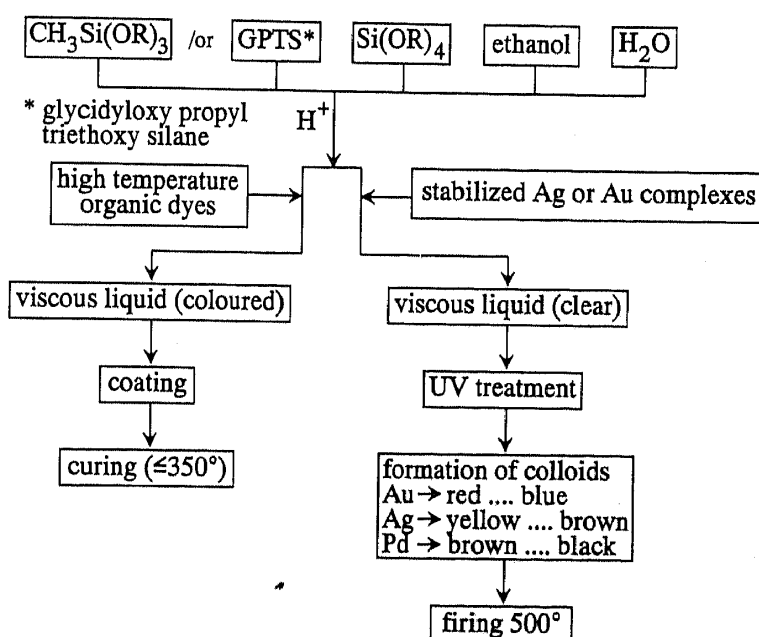 CH₃Si(OR)₃ /or GPTS* Si(OR)₄ ethanol H₂O
* glycidyloxy propyl
triethoxy silane
H⁺
high temperature
organic dyes
stabilized Ag or Au complexes
viscous liquid (coloured)
viscous liquid (clear)
coating
UV treatment
curing (≦350°)
formation of colloids
Au → red .... blue
Ag → yellow .... brown
Pd → brown .... black
firing 500°